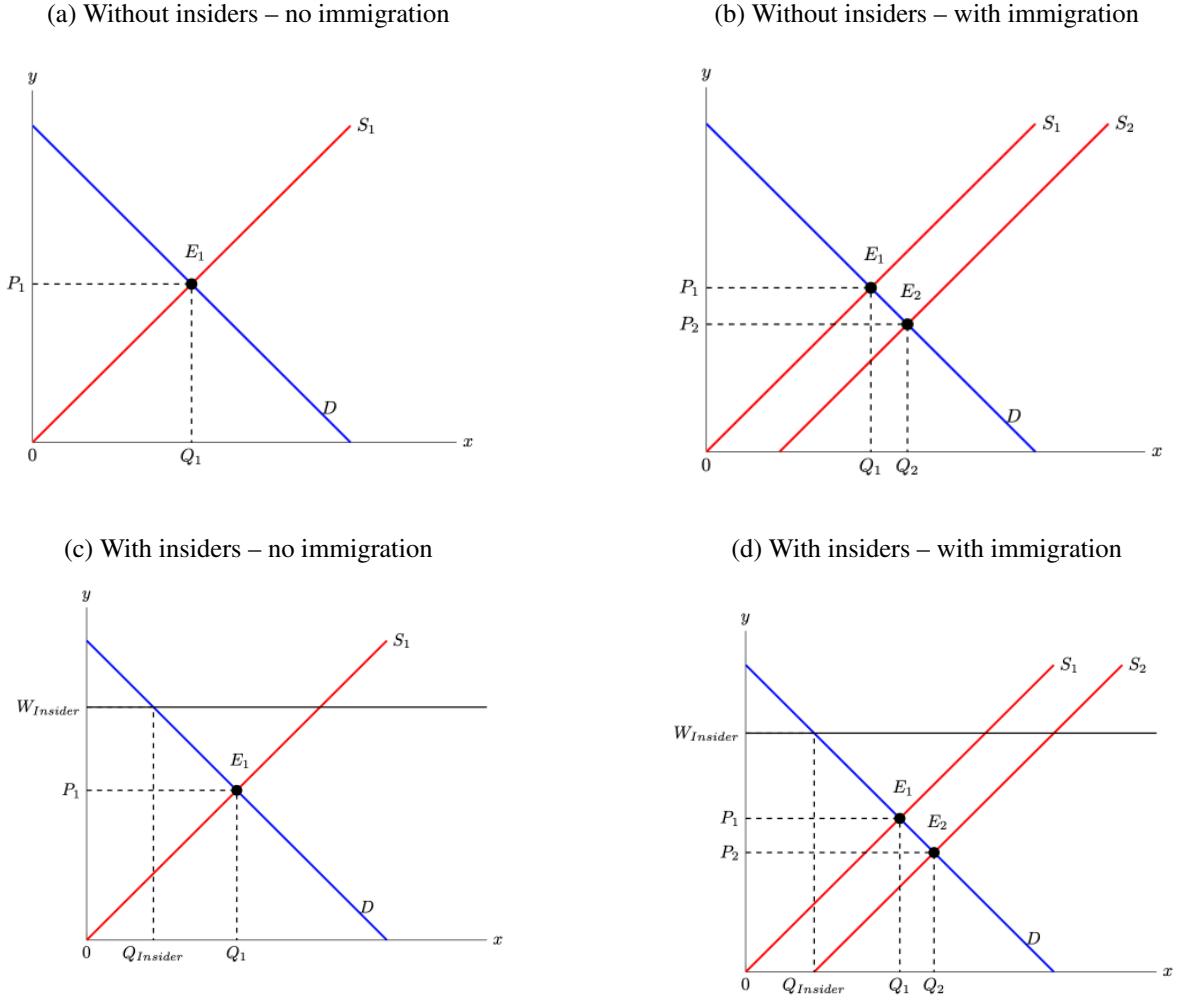 (a) Without insiders – no immigration
y
S1
E1
P1
D
0
Q1
x
(b) Without insiders – with immigration
y
S1
S2
E1
P1
E2
P2
D
0
Q1
Q2
x
(c) With insiders – no immigration
y
S1
WInsider
E1
P1
D
0
QInsider
Q1
x
(d) With insiders – with immigration
y
S1
S2
WInsider
E1
P1
E2
P2
D
0
QInsider
Q1
Q2
x